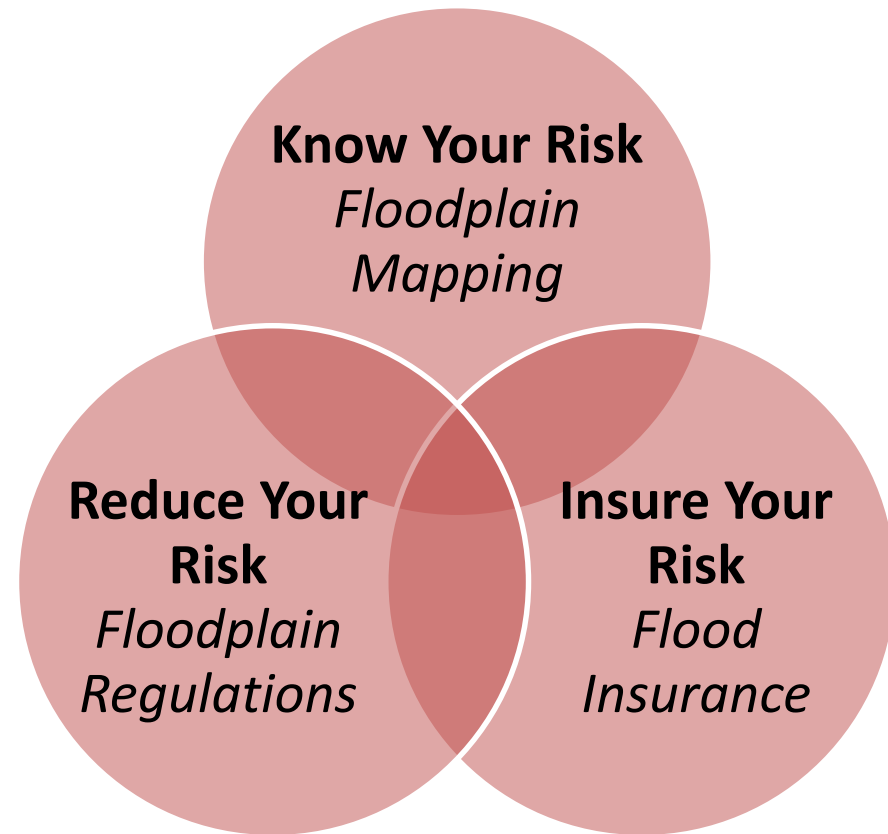 Know Your Risk
Floodplain
Mapping
Reduce Your
Risk
Floodplain
Regulations
Insure Your
Risk
Flood
Insurance